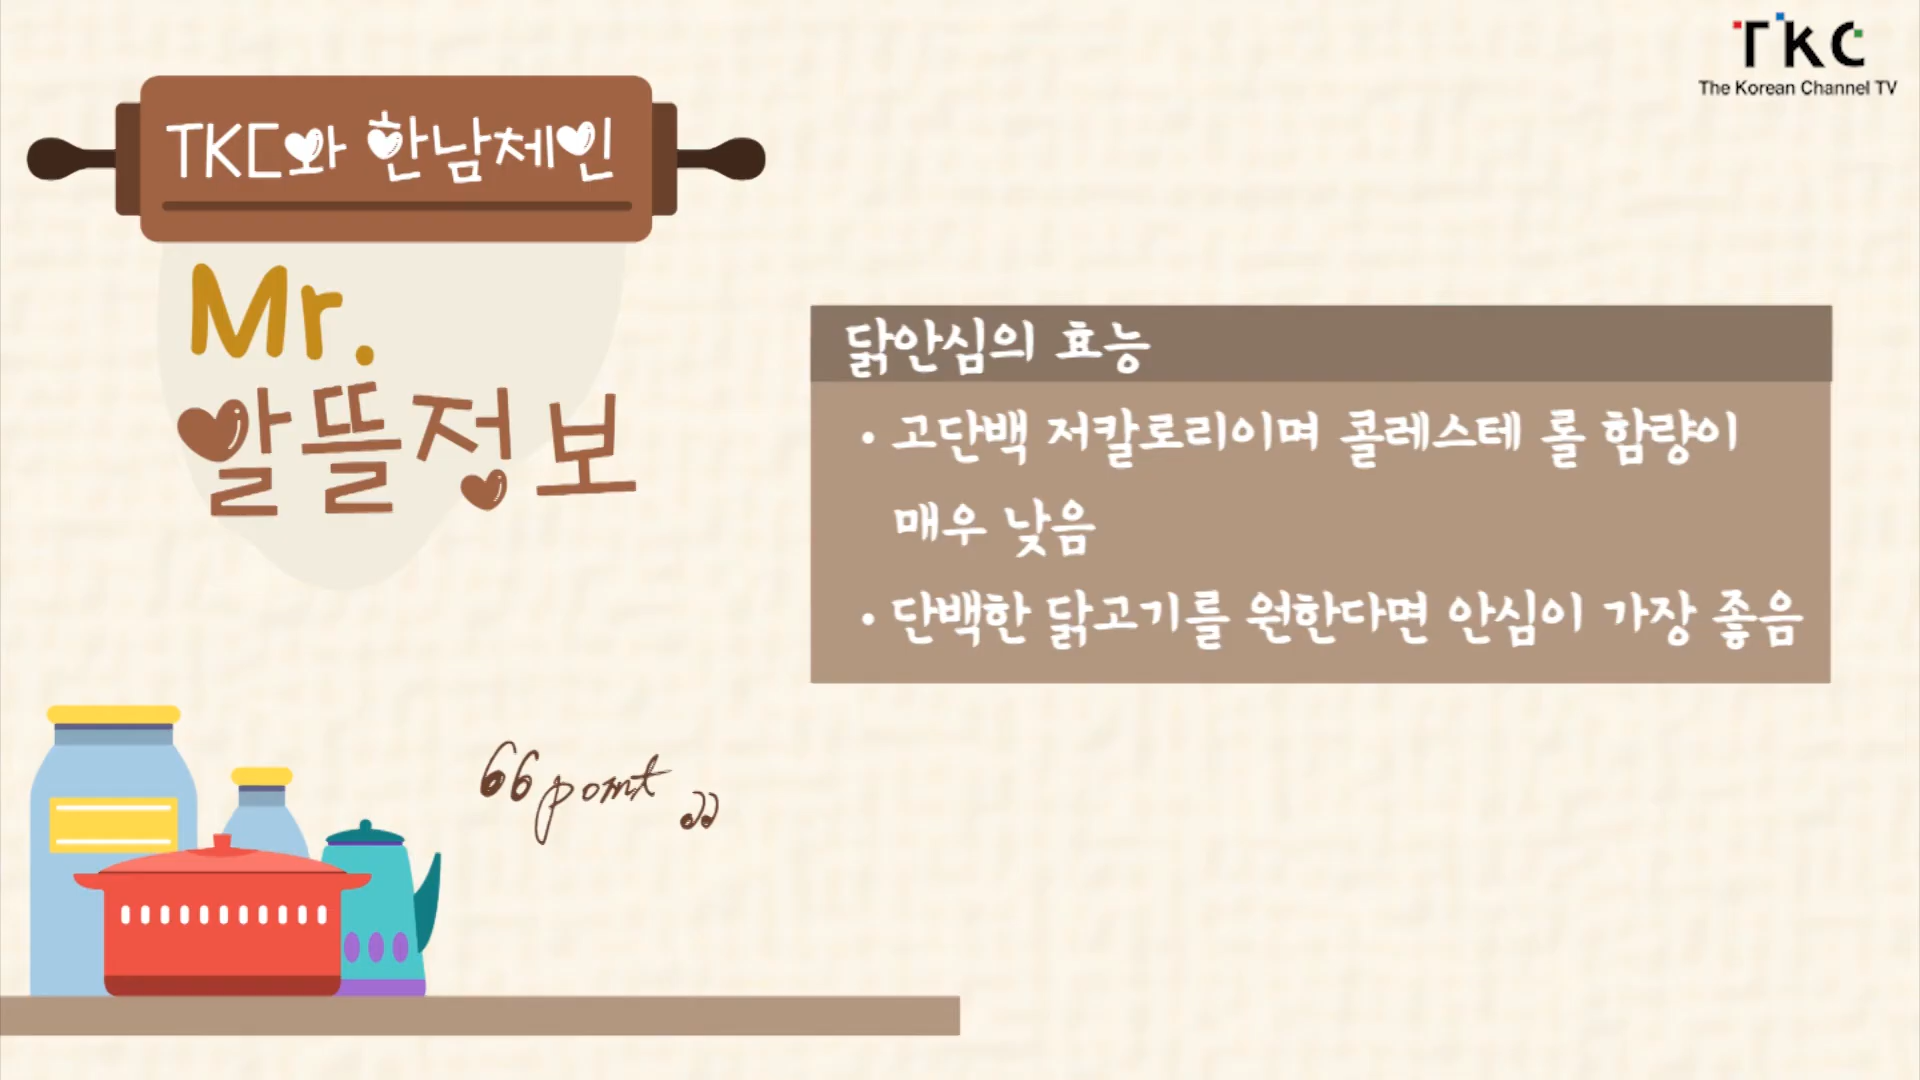 TKC
The Korean Channel TV
TKC와 한남체인
Mr.
알뜰정보
닭안심의 효능
• 고단백 저칼로리이며 콜레스테 롤 함량이
매우 낮음
• 단백한 닭고기를 원한다면 안심이 가장 좋음
66 point 99